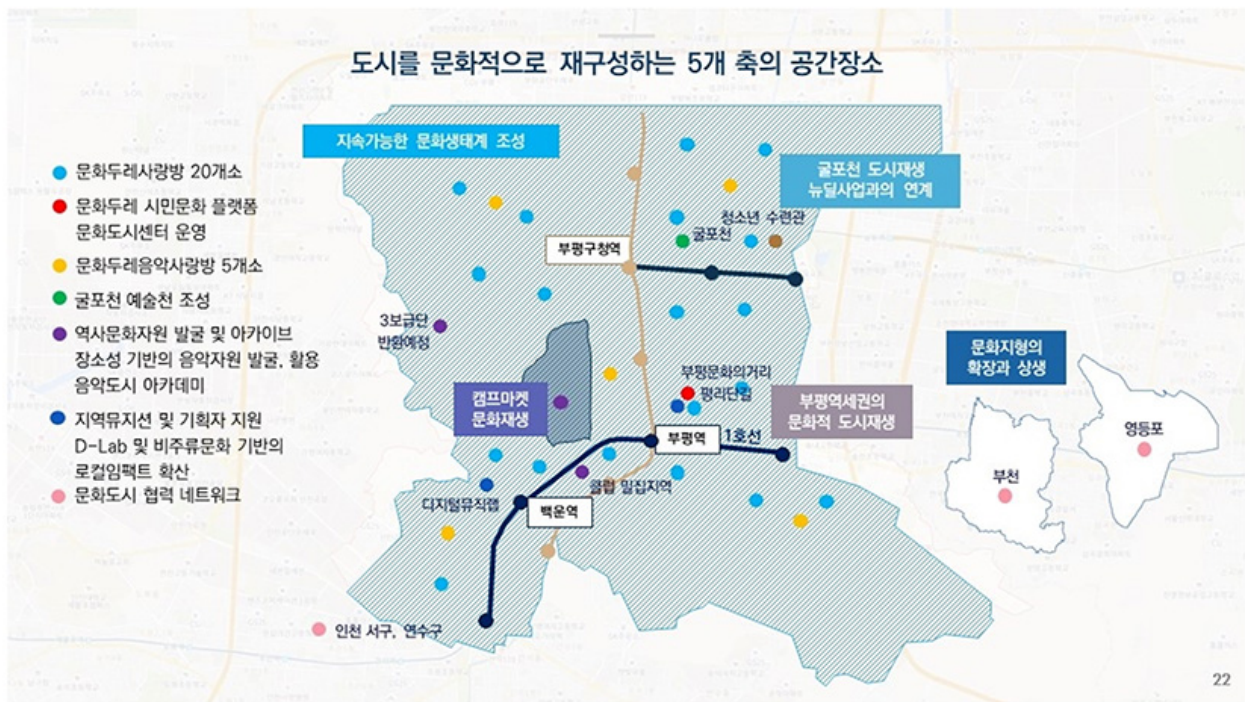 도시를 문화적으로 재구성하는 5개 축의 공간장소
지속가능한 문화생태계 조성
문화두레사랑방 20개소
문화두레 시민문화 플랫폼
문화도시센터 운영
문화두레음악사랑방 5개소
굴포천 예술천 조성
역사문화자원 발굴 및 아카이브
장소성 기반의 음악자원 발굴, 활용
음악도시 아카데미
지역뮤지션 및 기획자 지원
D-Lab 및 비주류문화 기반의
로컬임팩트 확산
문화도시 협력 네트워크
굴포천 도시재생
뉴딜사업과의 연계
청소년 수련관
굴포천
부평구청역
3보급단
반환예정
캠프마켓
문화재생
부평문화의거리
평리단길
부평역세권의
문화적 도시재생
부평역
1호선
클럽 밀집지역
디지털뮤직랩
백운역
인천 서구, 연수구
문화지형의
확장과 상생
영등포
부천
22